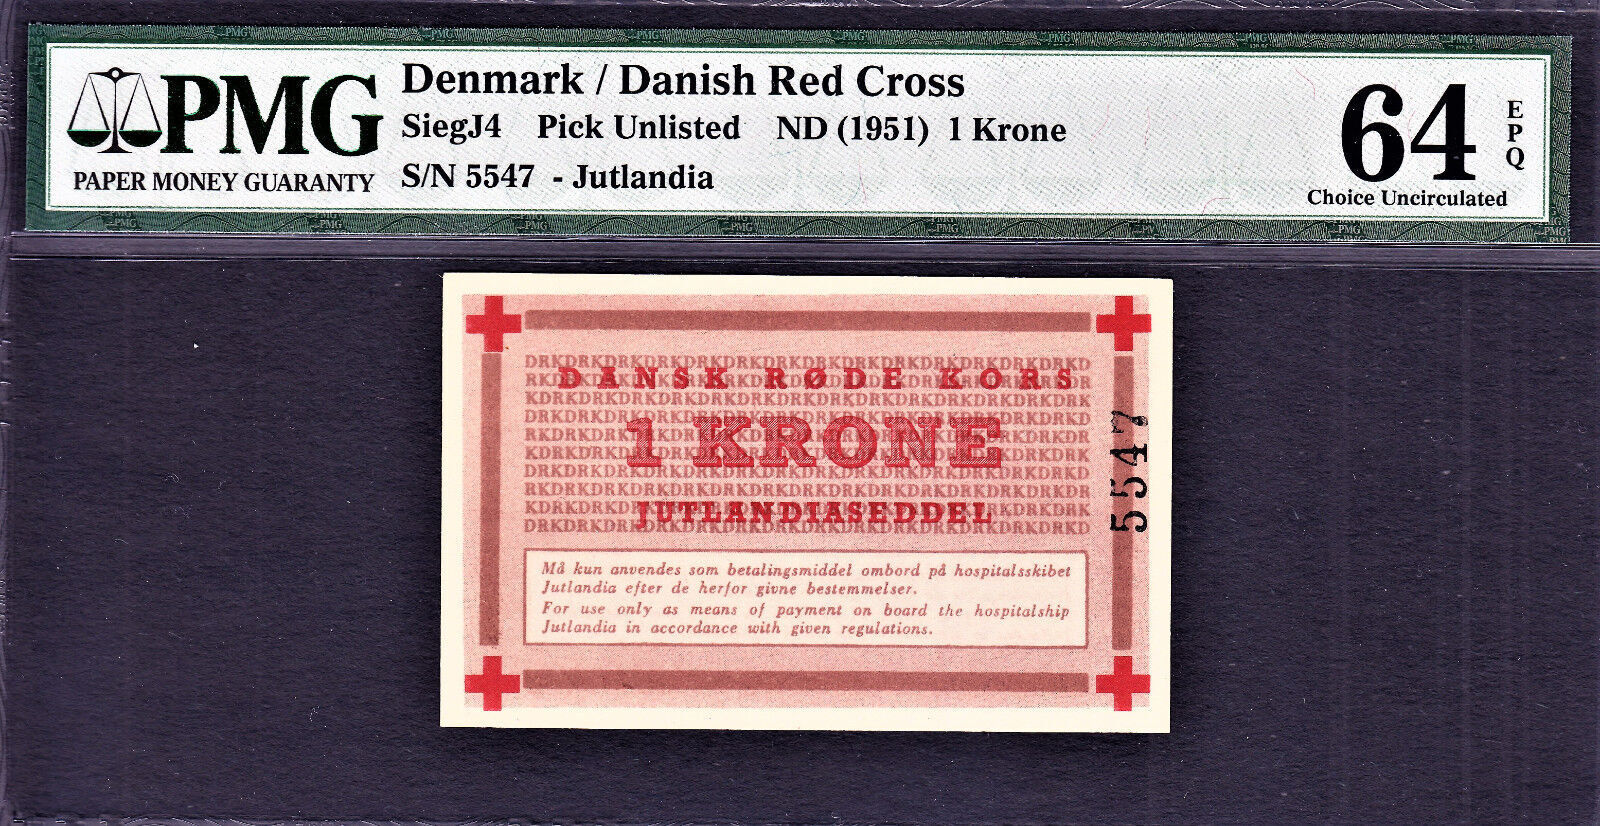 PMG
PAPER MONEY GUARANTY
Denmark / Danish Red Cross
SiegJ4 Pick Unlisted ND (1951) 1 Krone
S/N 5547 - Jutlandia
64
EPQ
Choice Uncirculated
DRKDRKDRKDRKDRKDRKDRKDRKDRKDRKDRKDRKDRKDRKDRKDRKD
DANSK RØDE KORS
1 KRONE
JUTLANDIASEDDEL
5547
Må kun anvendes som betalingsmiddel ombord på hospitalsskibet
Jutlandia efter de herfor givne bestemmelser.
For use only as means of payment on board the hospitalship
Jutlandia in accordance with given regulations.